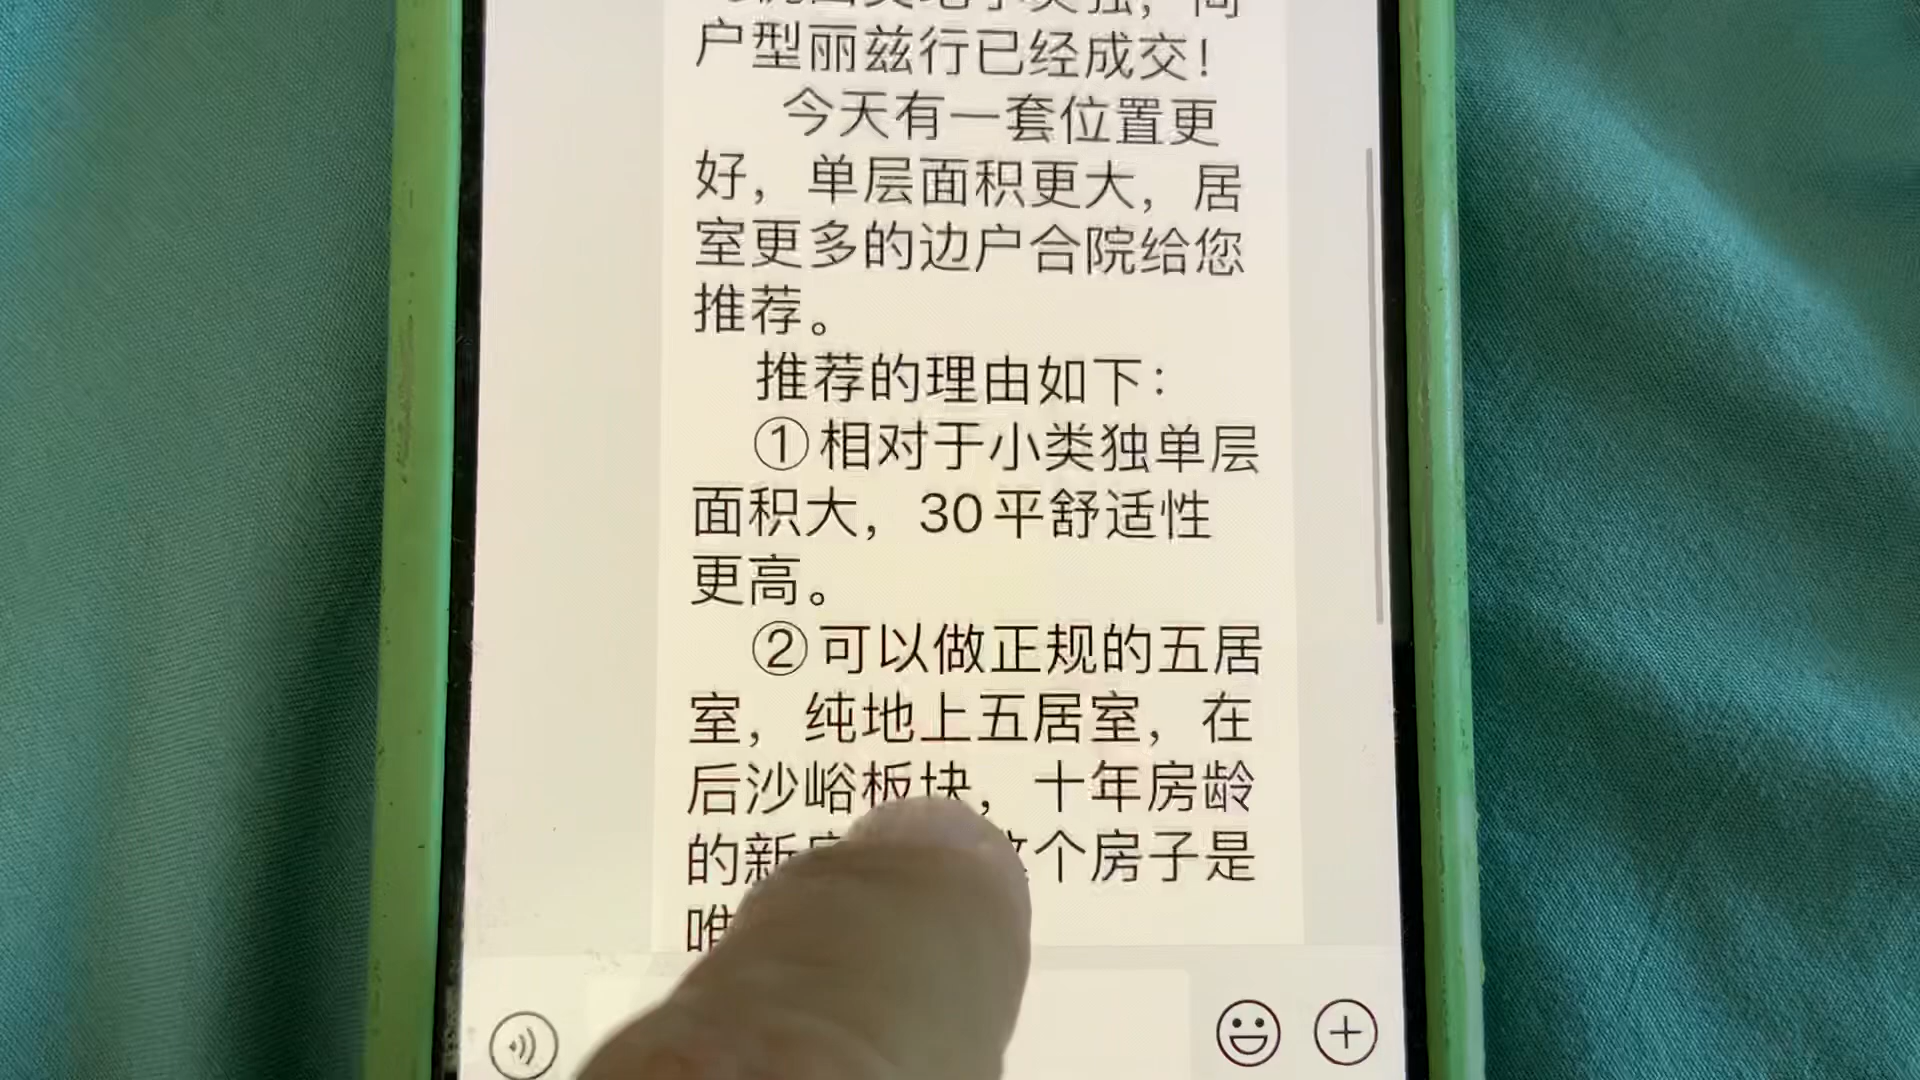 户型丽兹行已经成交！
今天有一套位置更
好，单层面积更大，居
室更多的边户合院给您
推荐。
推荐的理由如下：
①相对于小类独单层
面积大，30平舒适性
更高。
②可以做正规的五居
室，纯地上五居室，在
后沙峪板块，十年房龄
的新 个房子是
唯